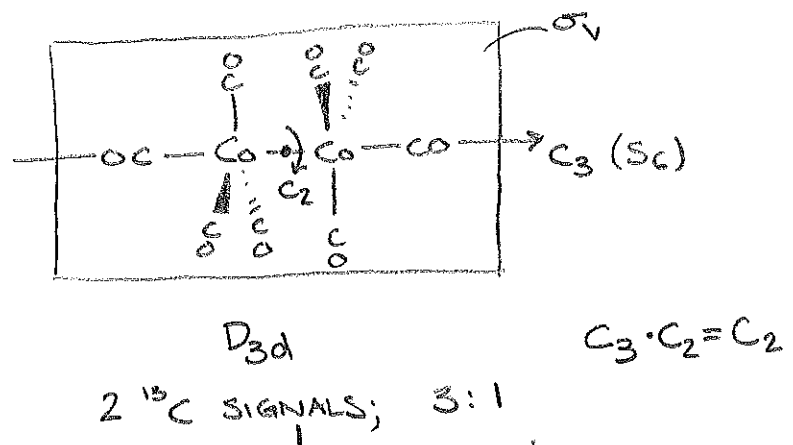 σv
O O O
C C C
OC Co Co CO C3 (S6)
C2
C C C
O O O
D3d C3·C2=C2
2 13C SIGNALS; 3:1